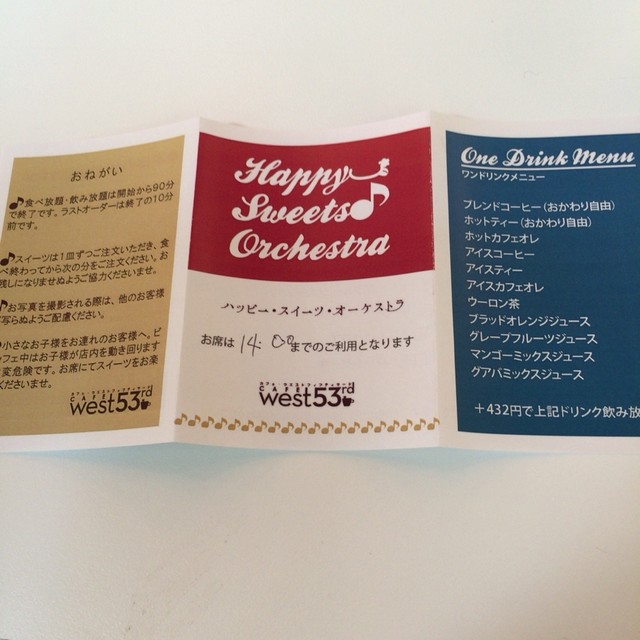 おねがい
食べ放題・飲み放題は開始から90分
で終了です。ラストオーダーは終了の10分
前です。
スイーツは1皿ずつご注文いただき、食
べ終わってから次の分をご注文ください。お
残しになりませぬようご協力くださいませ。
お写真を撮影される際は、他のお客様
写らぬようご配慮ください。
小さなお子様をお連れのお客様へ。ビ
フェ中はお子様が店内を動き回ります
変危険です。お席にてスイーツをお楽
くださいませ。
CAFE
west53rd
Happy
Sweets
Orchestra
ハッピー・スイーツ・オーケストラ
お席は 14:00 までのご利用となります
CAFE
west53rd
One Drink Menu
ワンドリンクメニュー
ブレンドコーヒー（おかわり自由）
ホットティー（おかわり自由）
ホットカフェオレ
アイスコーヒー
アイスティー
アイスカフェオレ
ウーロン茶
ブラッドオレンジジュース
グレープフルーツジュース
マンゴーミックスジュース
グアバミックスジュース
＋432円で上記ドリンク飲み放